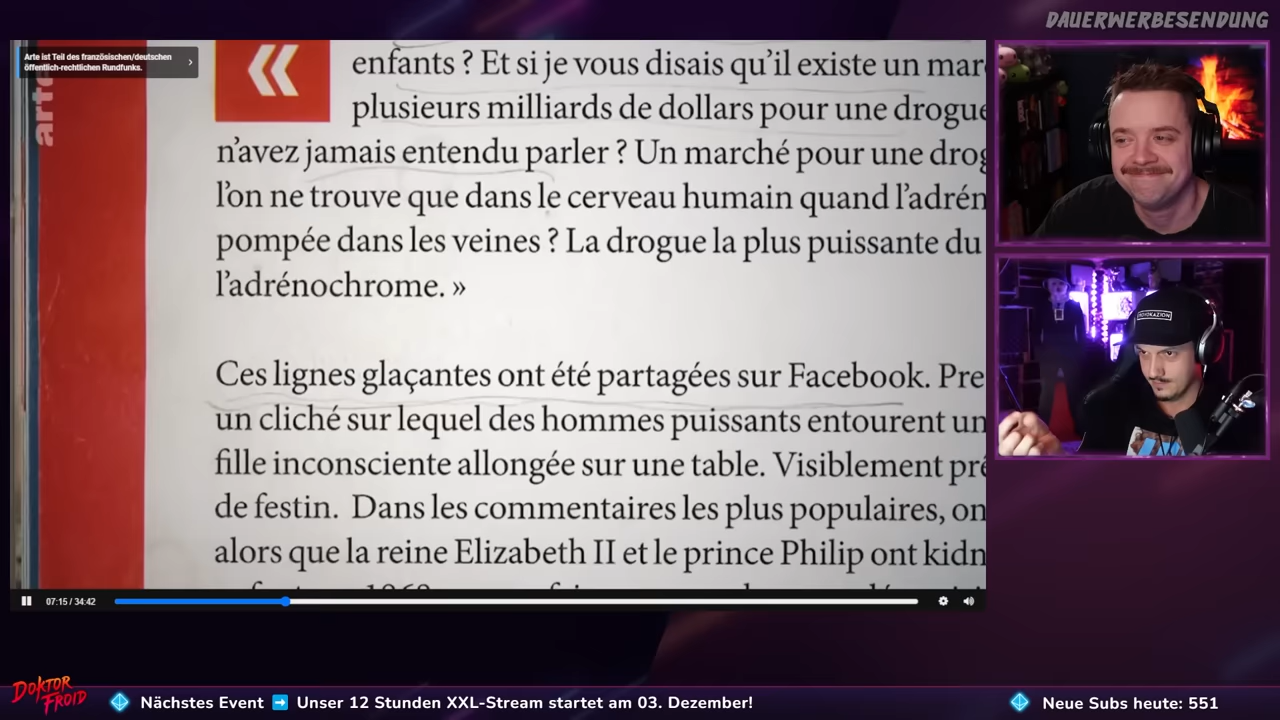 DAUERWERBESENDUNG
Arte ist Teil des französischen/deutschen
öffentlich-rechtlichen Rundfunks.
arte
«
enfants ? Et si je vous disais qu'il existe un mar
plusieurs milliards de dollars pour une drogue
n'avez jamais entendu parler ? Un marché pour une drog
l'on ne trouve que dans le cerveau humain quand l'adrén
pompée dans les veines ? La drogue la plus puissante du
l'adrénochrome. »
Ces lignes glaçantes ont été partagées sur Facebook. Pre
un cliché sur lequel des hommes puissants entourent un
fille inconsciente allongée sur une table. Visiblement pré
de festin. Dans les commentaires les plus populaires, on
alors que la reine Elizabeth II et le prince Philip ont kidn
07:15 / 34:42
DOKTOR
FROID
Nächstes Event ➡ Unser 12 Stunden XXL-Stream startet am 03. Dezember!
Neue Subs heute: 551